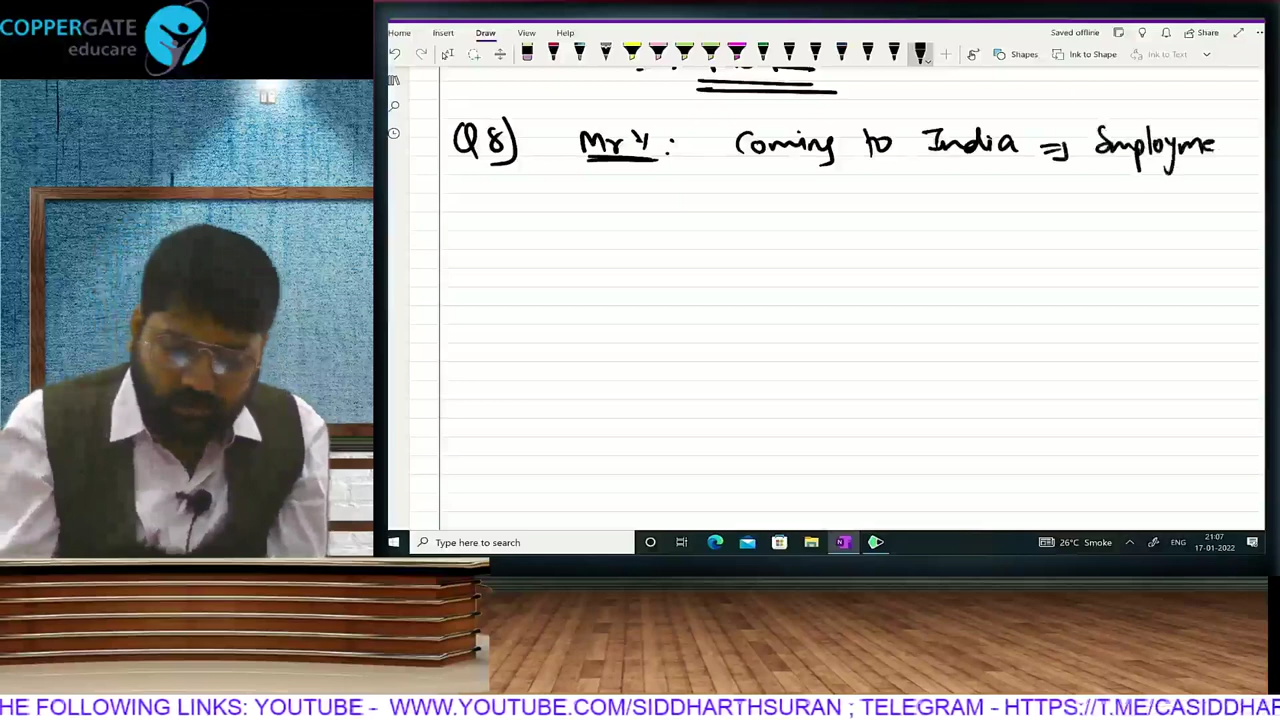 COPPERGATE
educare
Home Insert Draw View Help
Saved offline
Share
Shapes
Ink to Shape
Ink to Text
Q 8) Mr Y : Coming to India ⇒ Employme
Type here to search
26°C Smoke
ENG
21:07
17-01-2022
HE FOLLOWING LINKS: YOUTUBE - WWW.YOUTUBE.COM/SIDDHARTHSURAN ; TELEGRAM - HTTPS://T.ME/CASIDDHAR